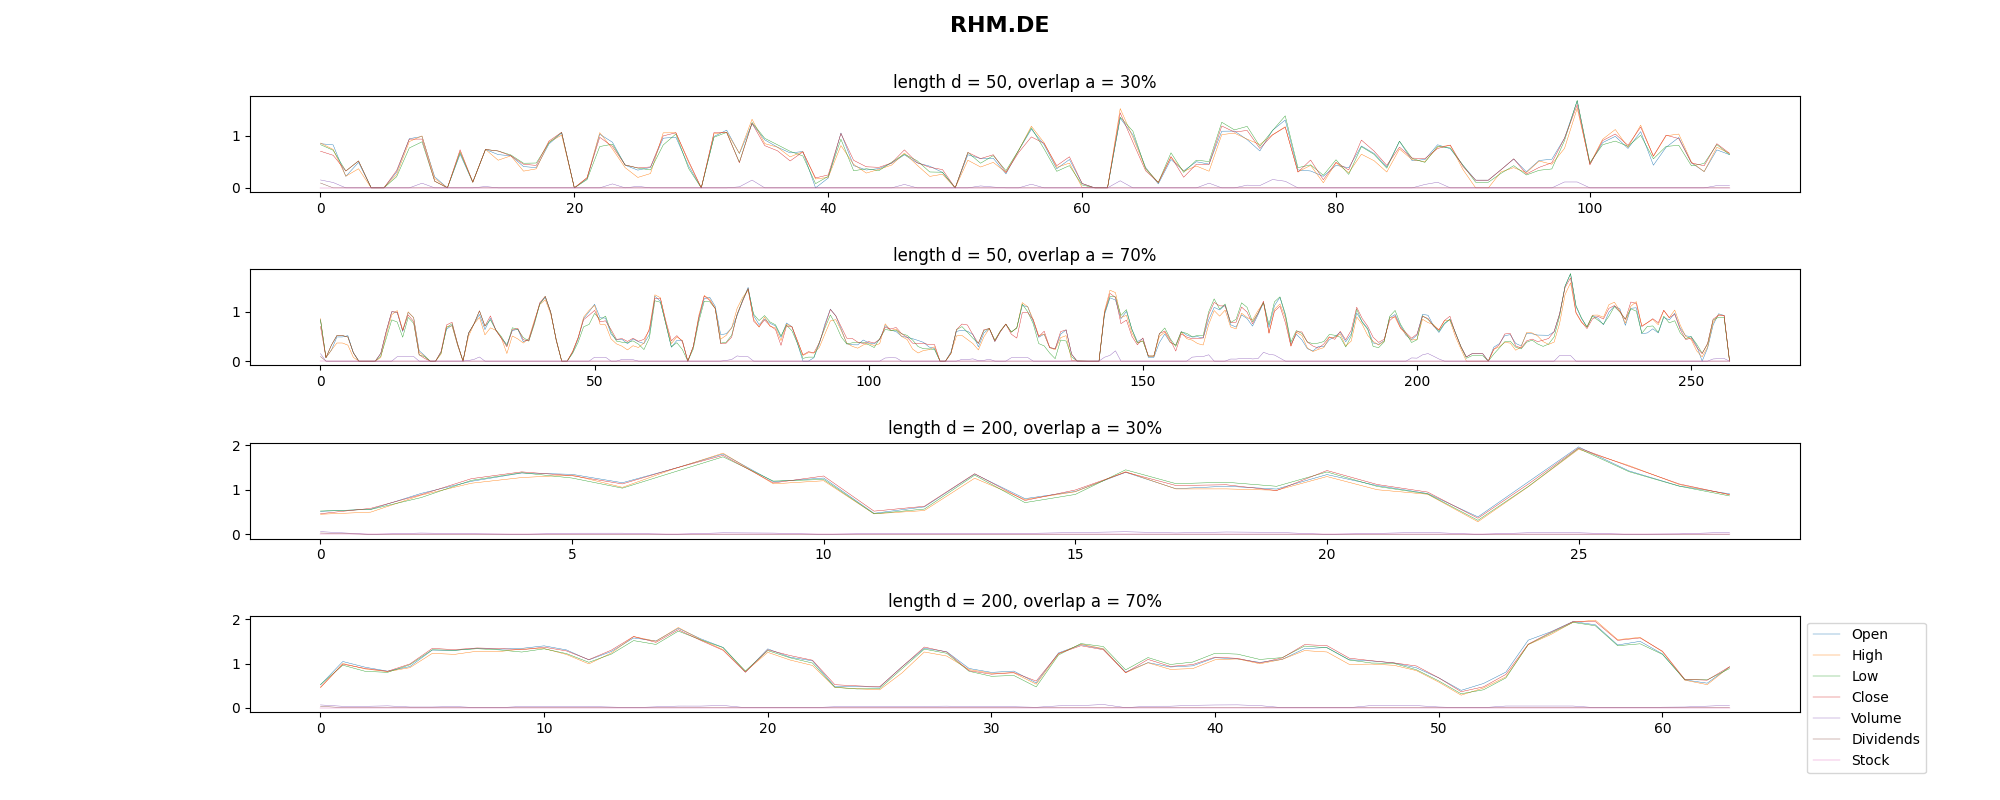 RHM.DE
length d = 50, overlap a = 30%
1
0
0 20 40 60 80 100
length d = 50, overlap a = 70%
1
0
0 50 100 150 200 250
length d = 200, overlap a = 30%
2
1
0
0 5 10 15 20 25
length d = 200, overlap a = 70%
2
1
0
0 10 20 30 40 50 60
Open
High
Low
Close
Volume
Dividends
Stock